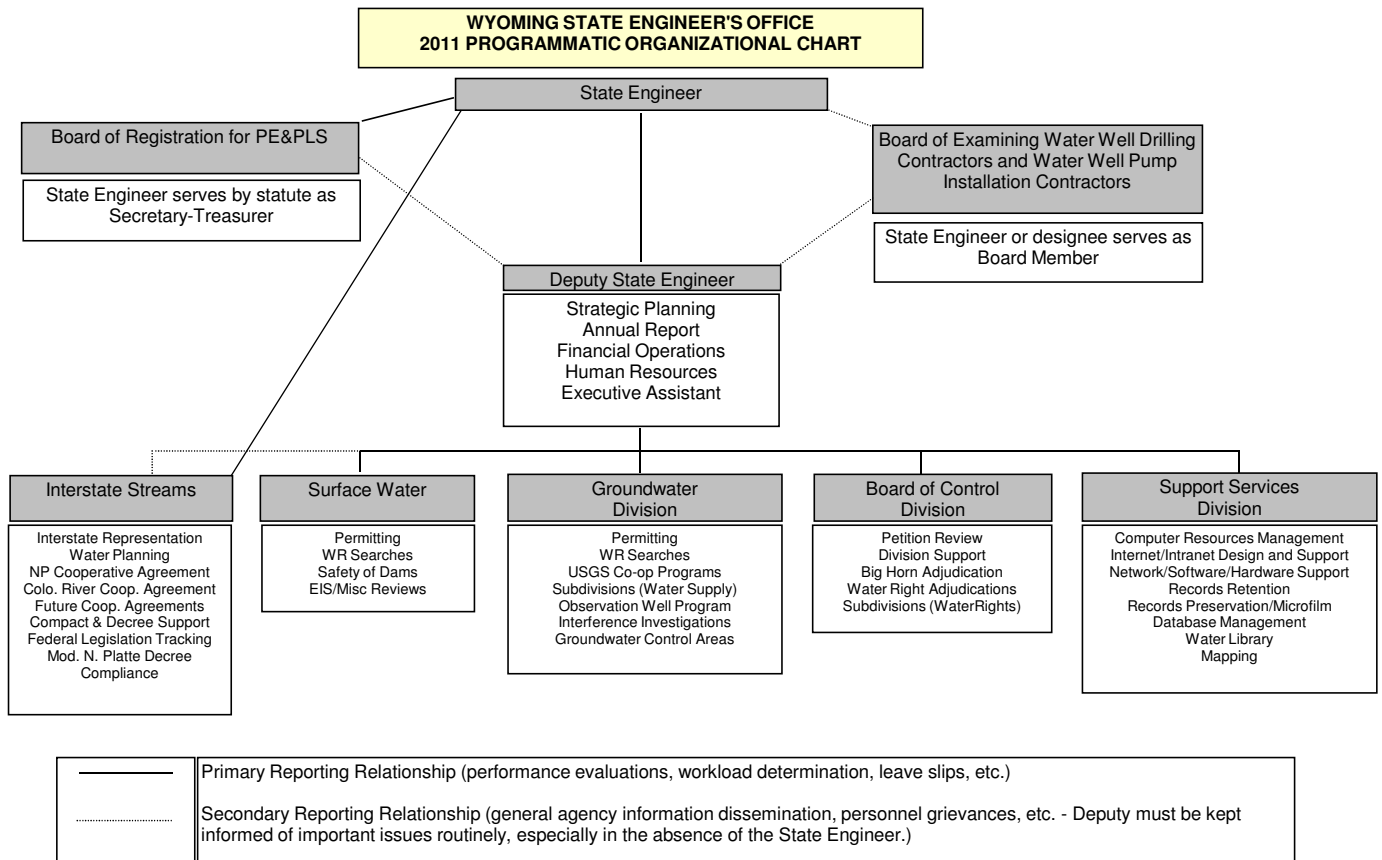 WYOMING STATE ENGINEER'S OFFICE
2011 PROGRAMMATIC ORGANIZATIONAL CHART
State Engineer
Board of Registration for PE&PLS
State Engineer serves by statute as
Secretary-Treasurer
Board of Examining Water Well Drilling
Contractors and Water Well Pump
Installation Contractors
State Engineer or designee serves as
Board Member
Deputy State Engineer
Strategic Planning
Annual Report
Financial Operations
Human Resources
Executive Assistant
Interstate Streams
Interstate Representation
Water Planning
NP Cooperative Agreement
Colo. River Coop. Agreement
Future Coop. Agreements
Compact & Decree Support
Federal Legislation Tracking
Mod. N. Platte Decree
Compliance
Surface Water
Permitting
WR Searches
Safety of Dams
EIS/Misc Reviews
Groundwater
Division
Permitting
WR Searches
USGS Co-op Programs
Subdivisions (Water Supply)
Observation Well Program
Interference Investigations
Groundwater Control Areas
Board of Control
Division
Petition Review
Division Support
Big Horn Adjudication
Water Right Adjudications
Subdivisions (WaterRights)
Support Services
Division
Computer Resources Management
Internet/Intranet Design and Support
Network/Software/Hardware Support
Records Retention
Records Preservation/Microfilm
Database Management
Water Library
Mapping
Primary Reporting Relationship (performance evaluations, workload determination, leave slips, etc.)
Secondary Reporting Relationship (general agency information dissemination, personnel grievances, etc. - Deputy must be kept
informed of important issues routinely, especially in the absence of the State Engineer.)